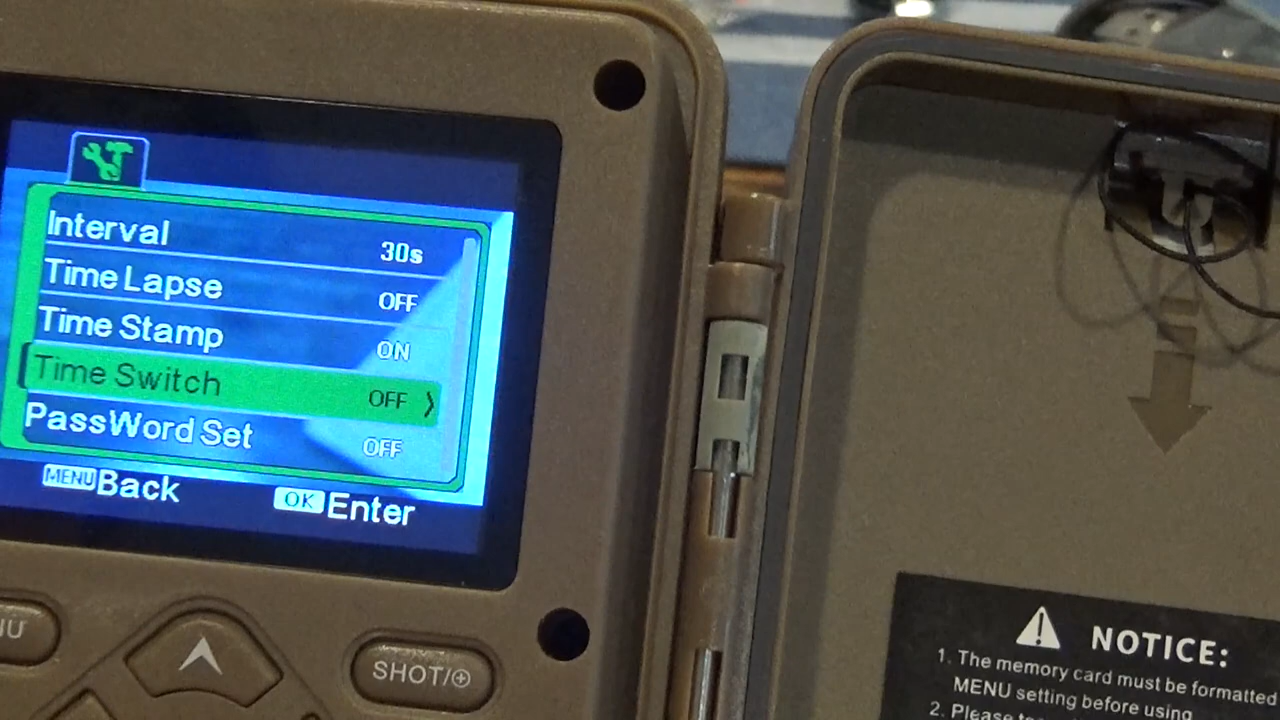 Interval 30s
Time Lapse OFF
Time Stamp ON
Time Switch OFF
PassWord Set OFF
MENU Back OK Enter
SHOT/⊕
NOTICE:
1. The memory card must be formatted
MENU setting before using
2. Please